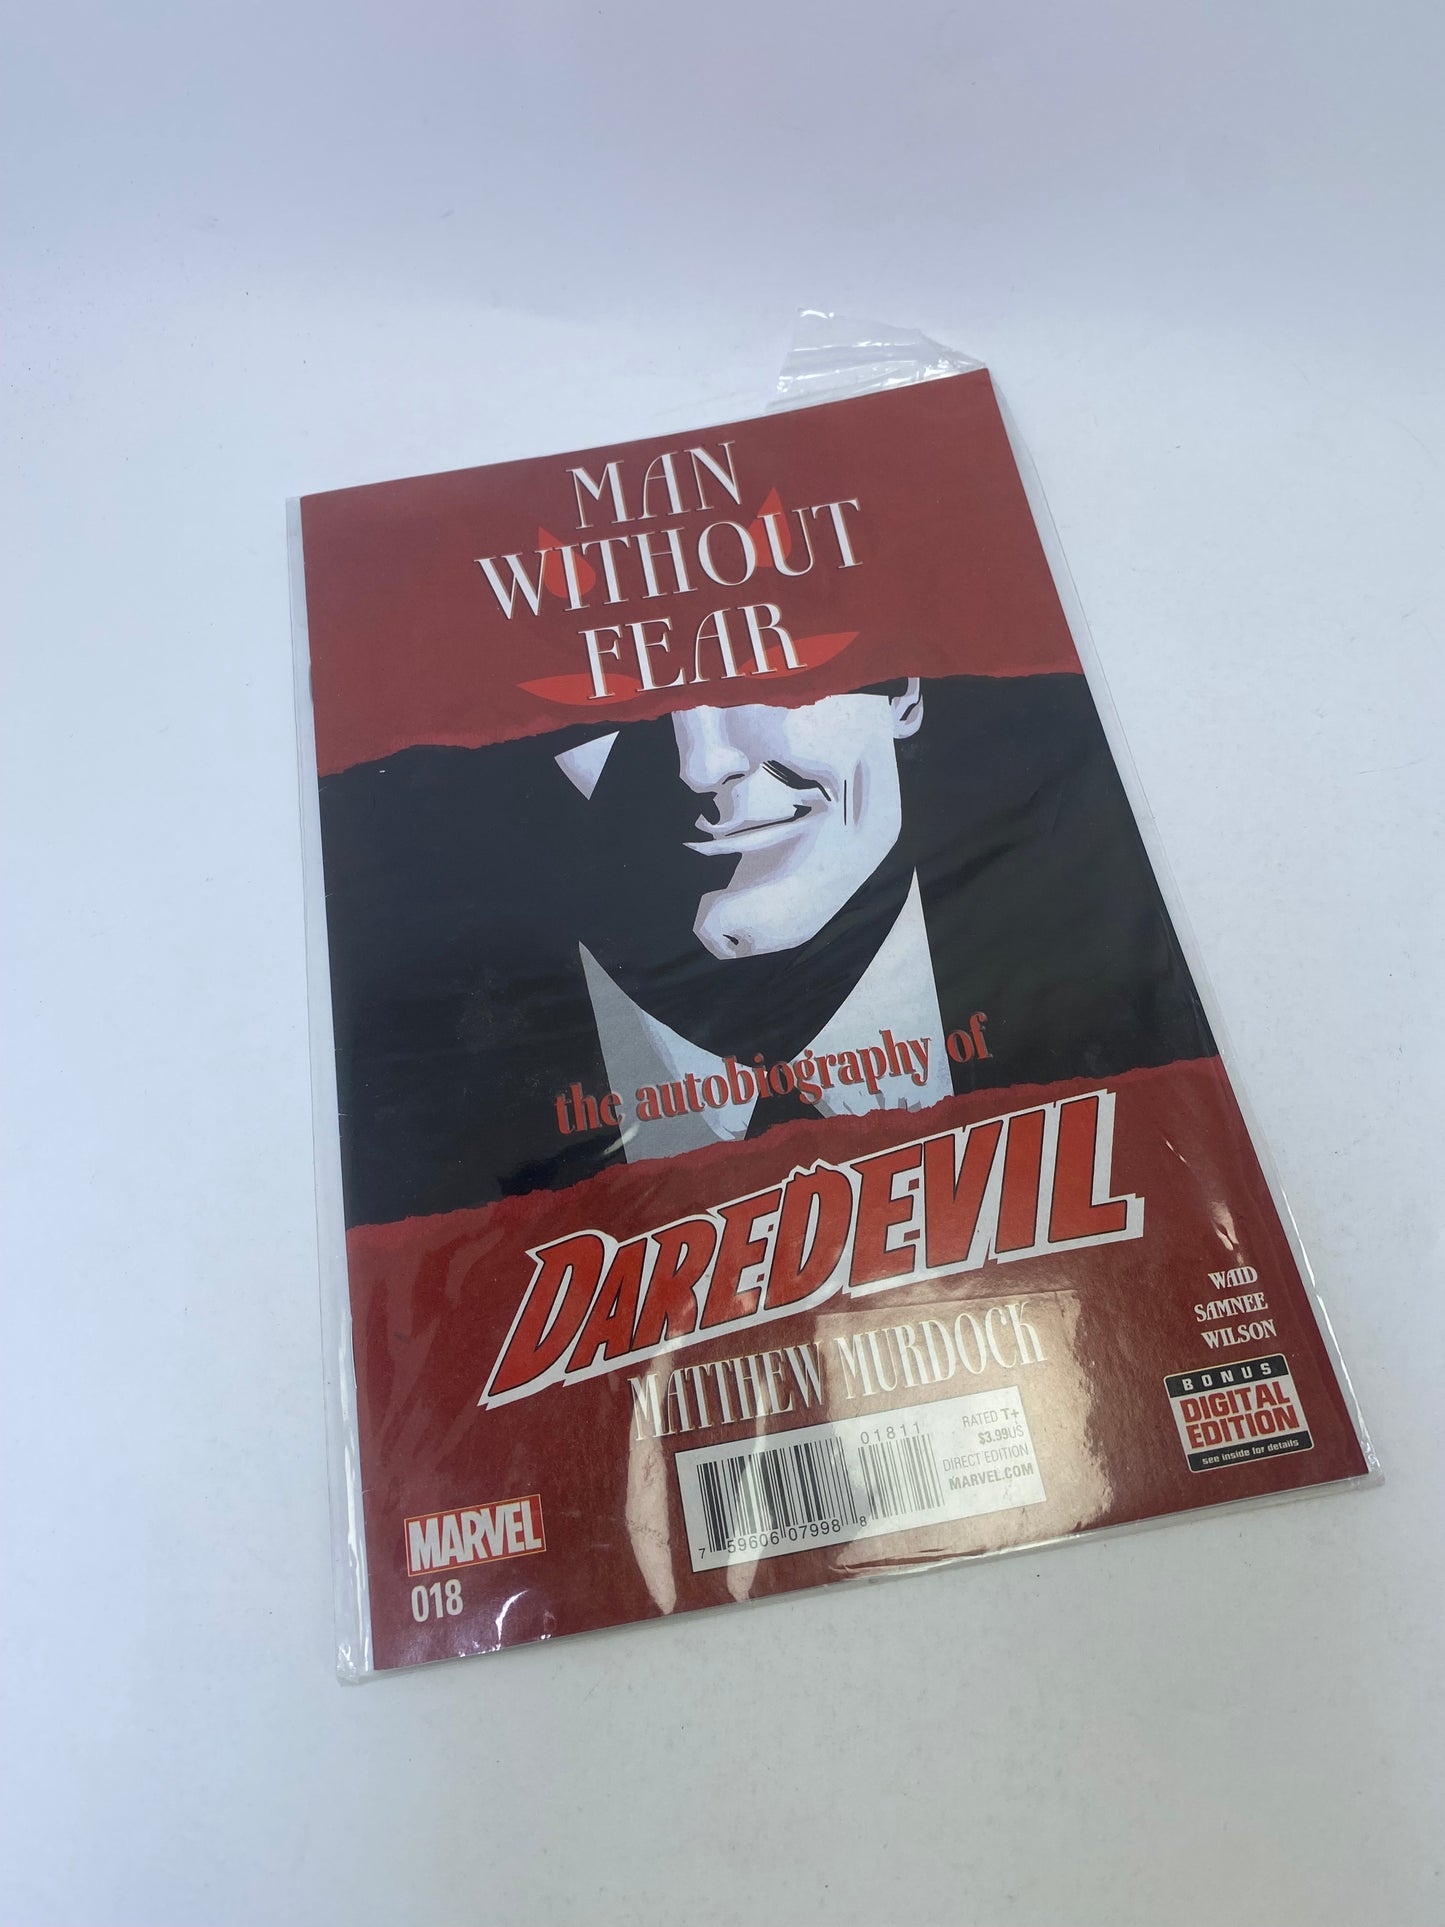 MAN
WITHOUT
FEAR
the autobiography of
DAREDEVIL
MATTHEW MURDOCK
WAID
SAMNEE
WILSON
BONUS
DIGITAL
EDITION
see inside for details
01811
RATED T+
$3.99US
DIRECT EDITION
MARVEL.COM
7 59606 07998 8
MARVEL
018